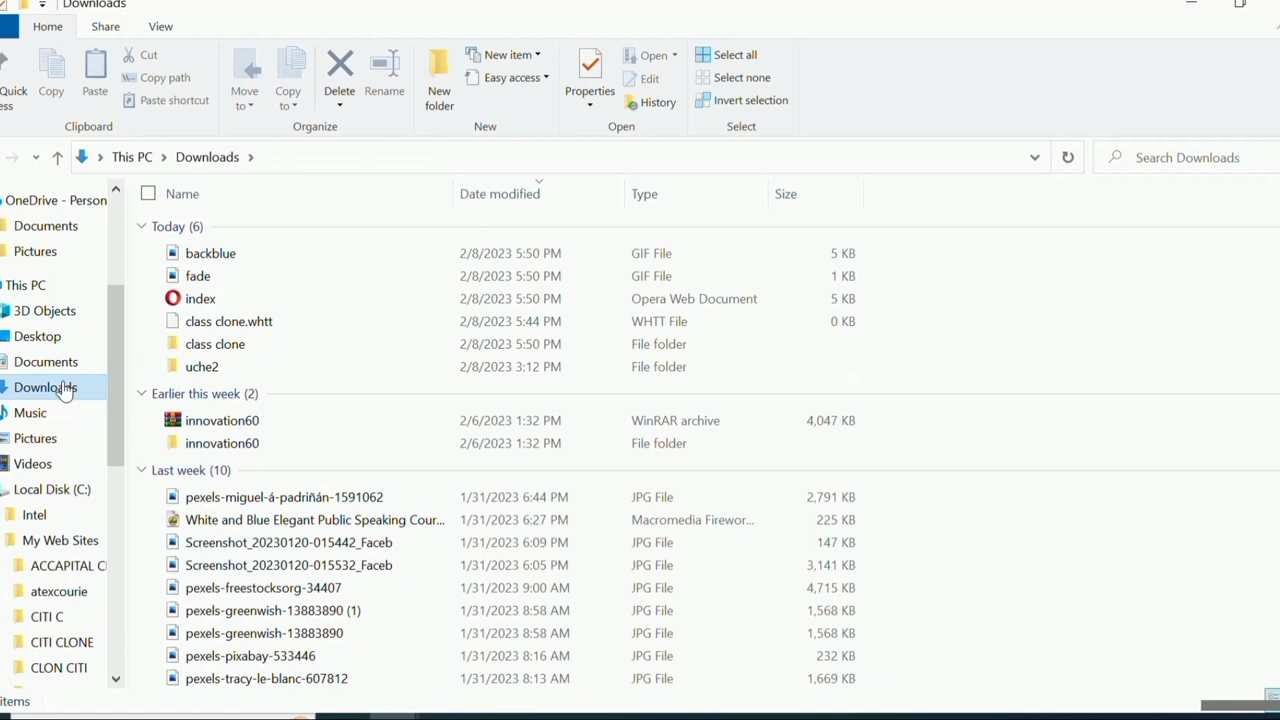 Downloads
Home Share View
Cut
Copy path
Paste shortcut
Copy Paste
Move to
Copy to
Delete Rename
New folder
New item
Easy access
Properties
Open
Edit
History
Select all
Select none
Invert selection
Clipboard Organize New Open Select
This PC Downloads Search Downloads
Name Date modified Type Size
OneDrive - Person
Documents
Pictures
This PC
3D Objects
Desktop
Documents
Downloads
Music
Pictures
Videos
Local Disk (C:)
Intel
My Web Sites
ACCAPITAL C
atexcourie
CITI C
CITI CLONE
CLON CITI
Today (6)
backblue 2/8/2023 5:50 PM GIF File 5 KB
fade 2/8/2023 5:50 PM GIF File 1 KB
index 2/8/2023 5:50 PM Opera Web Document 5 KB
class clone.whtt 2/8/2023 5:44 PM WHTT File 0 KB
class clone 2/8/2023 5:50 PM File folder
uche2 2/8/2023 3:12 PM File folder
Earlier this week (2)
innovation60 2/6/2023 1:32 PM WinRAR archive 4,047 KB
innovation60 2/6/2023 1:32 PM File folder
Last week (10)
pexels-miguel-á-padriñán-1591062 1/31/2023 6:44 PM JPG File 2,791 KB
White and Blue Elegant Public Speaking Cour... 1/31/2023 6:27 PM Macromedia Firewor... 225 KB
Screenshot_20230120-015442_Faceb 1/31/2023 6:09 PM JPG File 147 KB
Screenshot_20230120-015532_Faceb 1/31/2023 6:05 PM JPG File 3,141 KB
pexels-freestocksorg-34407 1/31/2023 9:00 AM JPG File 4,715 KB
pexels-greenwish-13883890 (1) 1/31/2023 8:58 AM JPG File 1,568 KB
pexels-greenwish-13883890 1/31/2023 8:58 AM JPG File 1,568 KB
pexels-pixabay-533446 1/31/2023 8:16 AM JPG File 232 KB
pexels-tracy-le-blanc-607812 1/31/2023 8:13 AM JPG File 1,669 KB
items